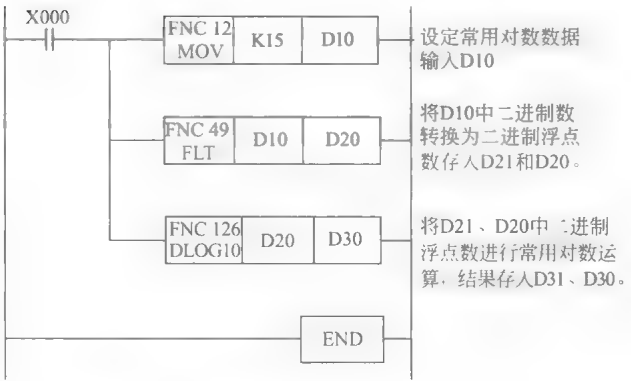 X000
FNC 12
MOV
K15
D10
设定常用对数数据
输入D10
FNC 49
FLT
D10
D20
将D10中二进制数
转换为二进制浮点
数存入D21和D20。
FNC 126
DLOG10
D20
D30
将D21、D20中二进制
浮点数进行常用对数运
算，结果存入D31、D30。
END